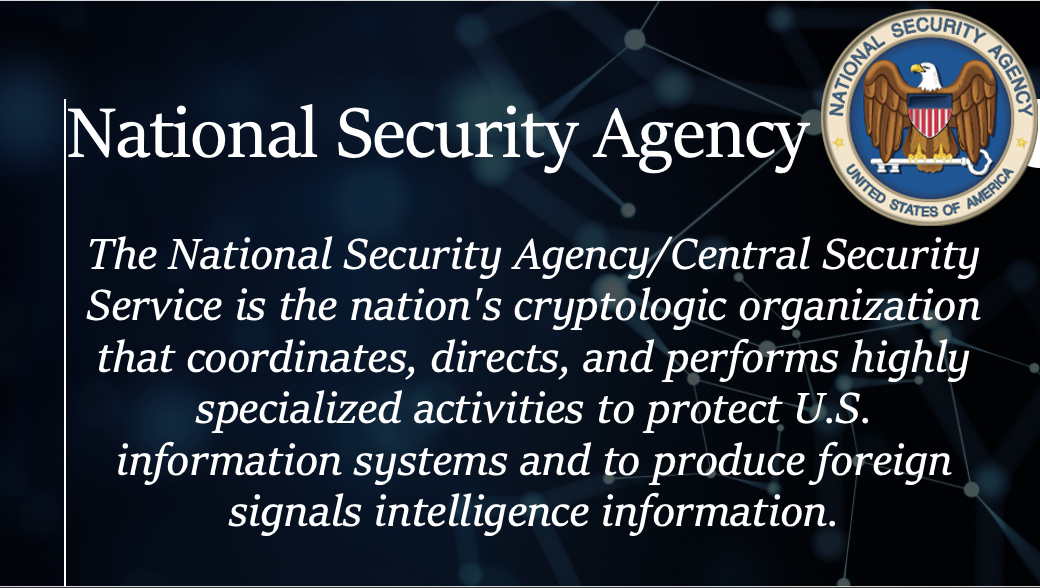 National Security Agency
NATIONAL SECURITY AGENCY
UNITED STATES OF AMERICA
The National Security Agency/Central Security
Service is the nation's cryptologic organization
that coordinates, directs, and performs highly
specialized activities to protect U.S.
information systems and to produce foreign
signals intelligence information.